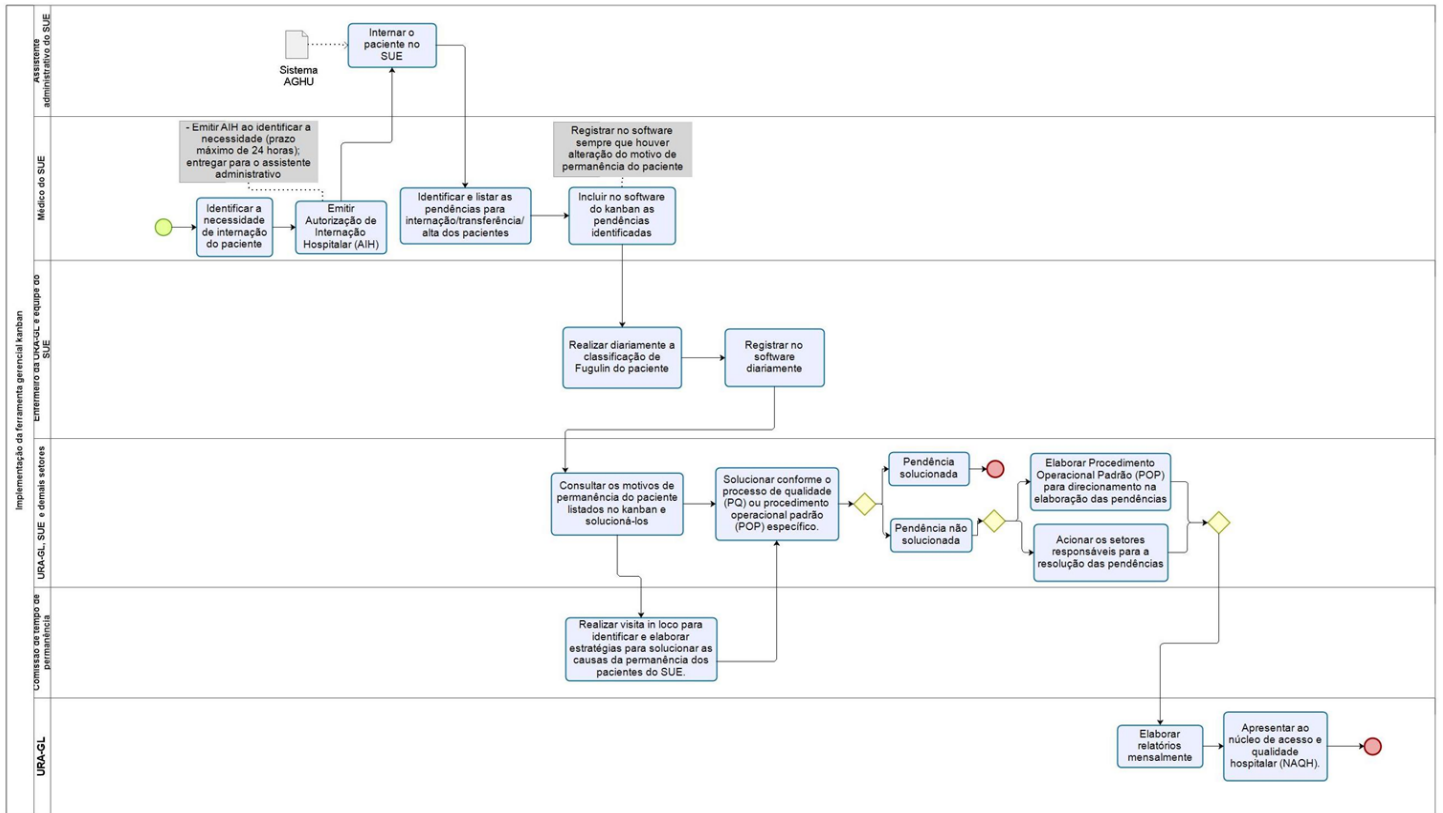 Implementação da ferramenta gerencial kanban
Assistente
administrativo do SUE
Internar o
paciente no
SUE
Sistema
AGHU
Médico do SUE
- Emitir AIH ao identificar a
necessidade (prazo
máximo de 24 horas);
entregar para o assistente
administrativo
Registrar no software
sempre que houver
alteração do motivo de
permanência do paciente
Identificar a
necessidade
de internação
do paciente
Emitir
Autorização de
Internação
Hospitalar (AIH)
Identificar e listar as
pendências para
internação/transferência/
alta dos pacientes
Incluir no software
do kanban as
pendências
identificadas
Enfermeiro da URA-GL e equipe do
SUE
Realizar diariamente a
classificação de
Fugulin do paciente
Registrar no
software
diariamente
URA-GL, SUE e demais setores
Consultar os motivos de
permanência do paciente
listados no kanban e
solucioná-los
Solucionar conforme o
processo de qualidade
(PQ) ou procedimento
operacional padrão
(POP) específico.
Pendência
solucionada
Pendência não
solucionada
Elaborar Procedimento
Operacional Padrão (POP)
para direcionamento na
elaboração das pendências
Acionar os setores
responsáveis para a
resolução das pendências
Comissão de tempo de
permanência
Realizar visita in loco para
identificar e elaborar
estratégias para solucionar as
causas da permanência dos
pacientes do SUE.
URA-GL
Elaborar
relatórios
mensalmente
Apresentar ao
núcleo de acesso e
qualidade
hospitalar (NAQH).